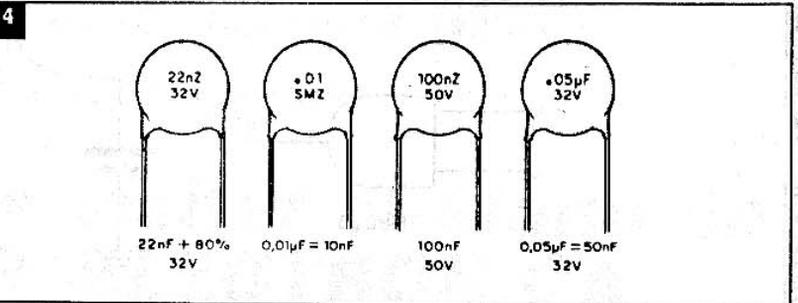 4
22nZ
32V
.01
SMZ
100nZ
50V
.05µF
32V
22nF + 80%
32V
0,01µF = 10nF
100nF
50V
0,05µF = 50nF
32V